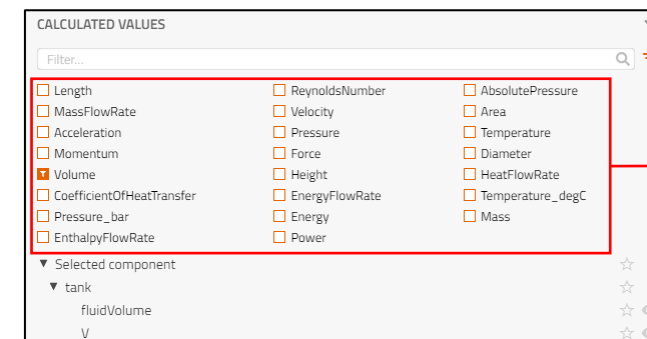 CALCULATED VALUES
Filter...
Length ReynoldsNumber AbsolutePressure
MassFlowRate Velocity Area
Acceleration Pressure Temperature
Momentum Force Diameter
Volume Height HeatFlowRate
CoefficientOfHeatTransfer EnergyFlowRate Temperature_degC
Pressure_bar Energy Mass
EnthalpyFlowRate Power
Selected component
tank
fluidVolume
V